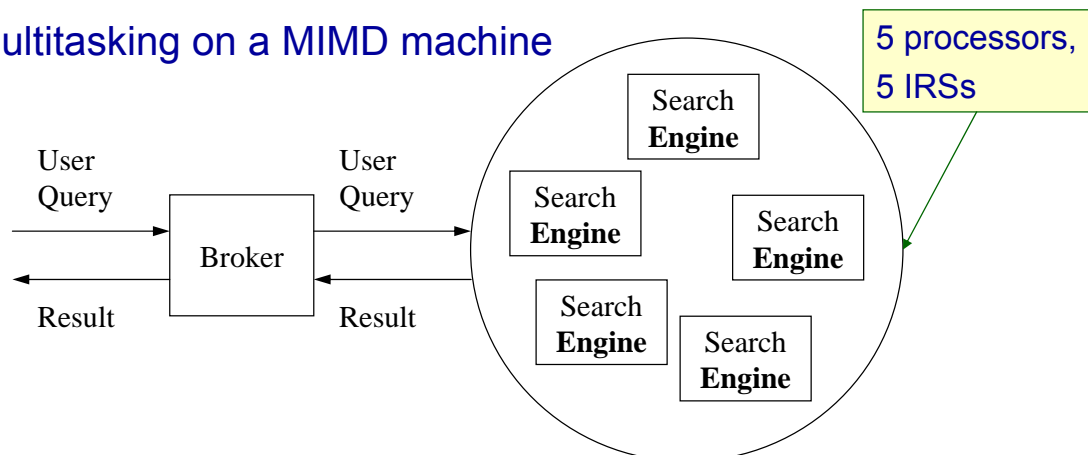 ultitasking on a MIMD machine
5 processors,
5 IRSs
User
Query
User
Query
Broker
Result
Result
Search
Engine
Search
Engine
Search
Engine
Search
Engine
Search
Engine